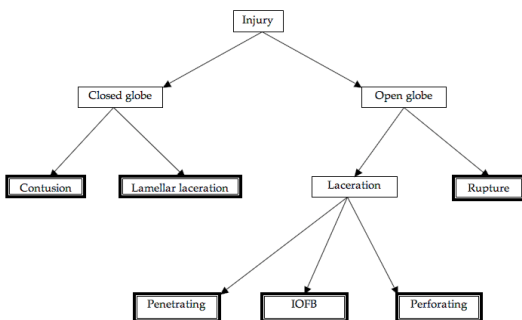 Injury
Closed globe
Open globe
Contusion
Lamellar laceration
Laceration
Rupture
Penetrating
IOFB
Perforating